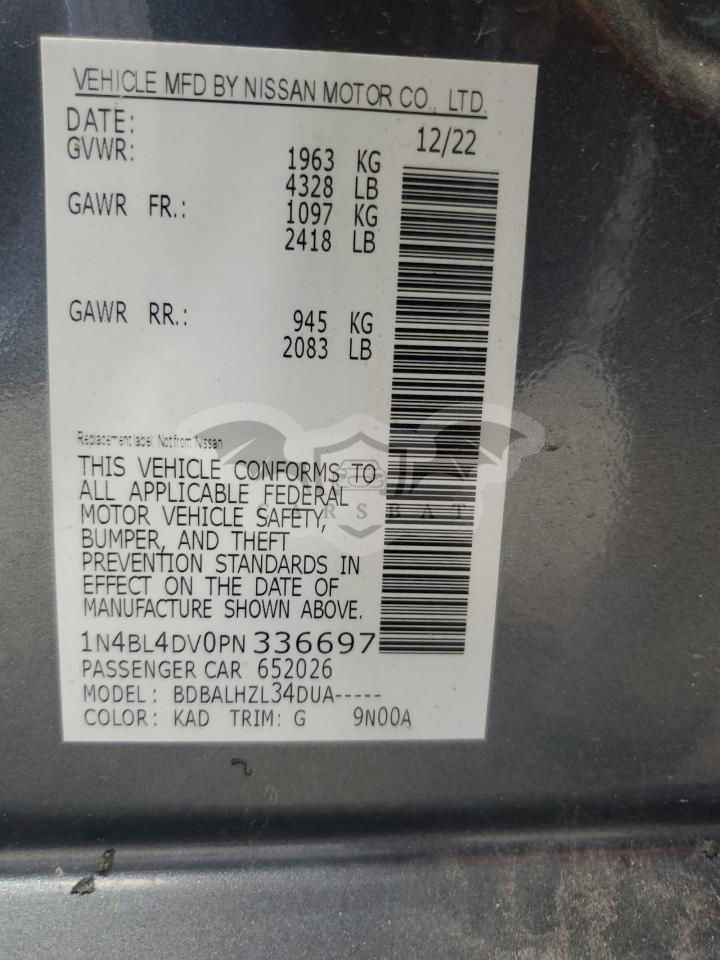 VEHICLE MFD BY NISSAN MOTOR CO., LTD.
DATE: 12/22
GVWR: 1963 KG
4328 LB
GAWR FR.: 1097 KG
2418 LB
GAWR RR.: 945 KG
2083 LB
Replacement label. Not from Nissan
THIS VEHICLE CONFORMS TO
ALL APPLICABLE FEDERAL
MOTOR VEHICLE SAFETY,
BUMPER, AND THEFT
PREVENTION STANDARDS IN
EFFECT ON THE DATE OF
MANUFACTURE SHOWN ABOVE.
CARSBAT
1N4BL4DV0PN336697
PASSENGER CAR 652026
MODEL: BDBALHZL34DUA-----
COLOR: KAD TRIM: G 9N00A